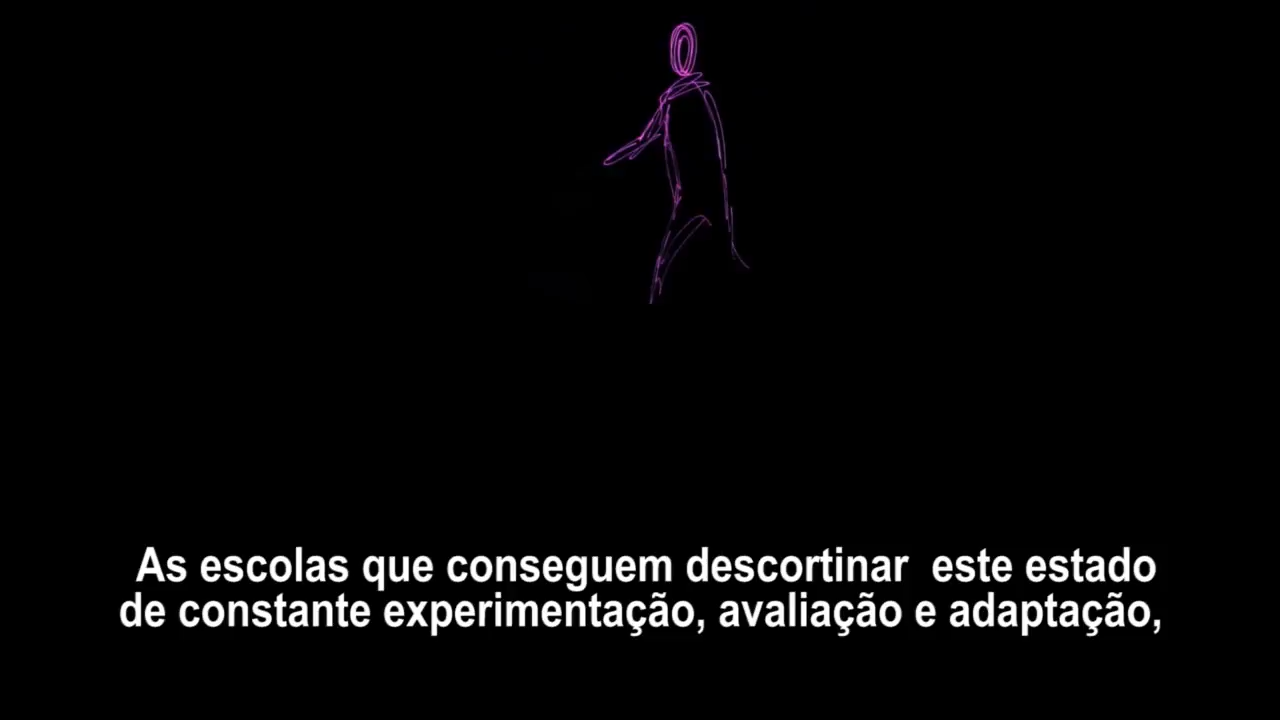 As escolas que conseguem descortinar  este estado
de constante experimentação, avaliação e adaptação,